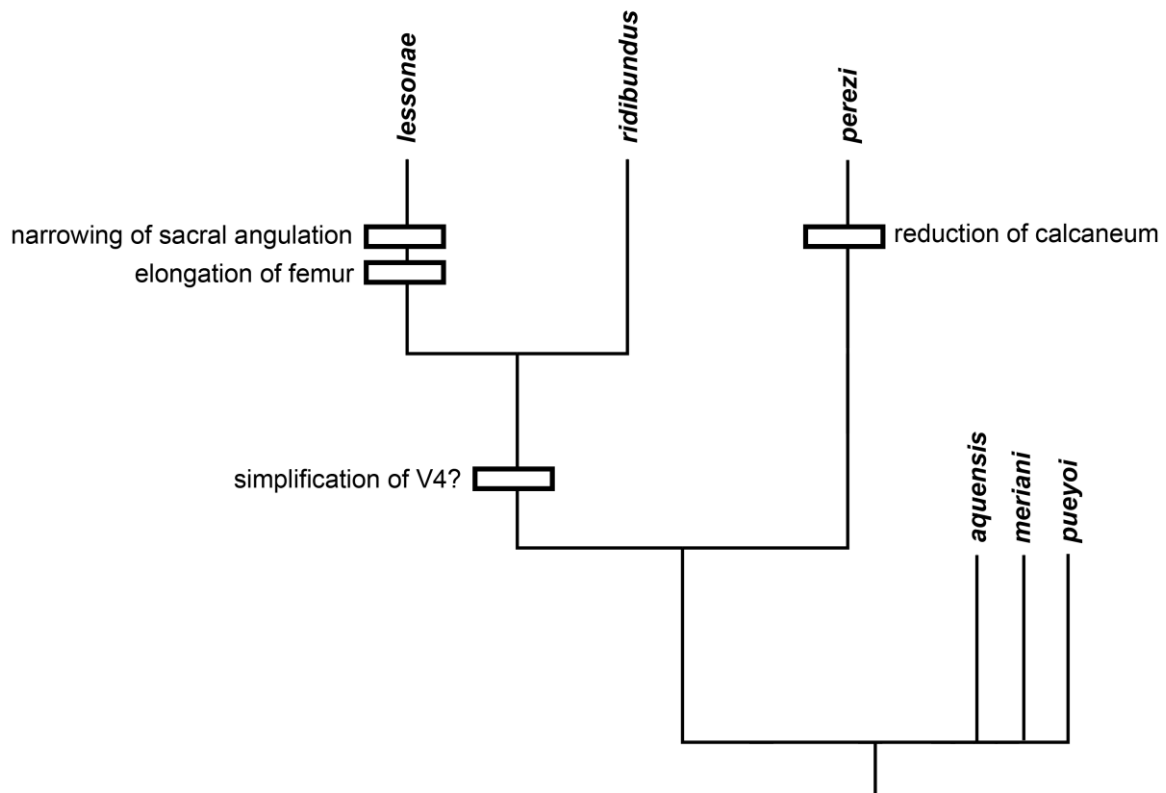 lessonae
ridibundus
perezi
narrowing of sacral angulation
reduction of calcaneum
elongation of femur
simplification of V4?
aquensis
meriani
pueyoi